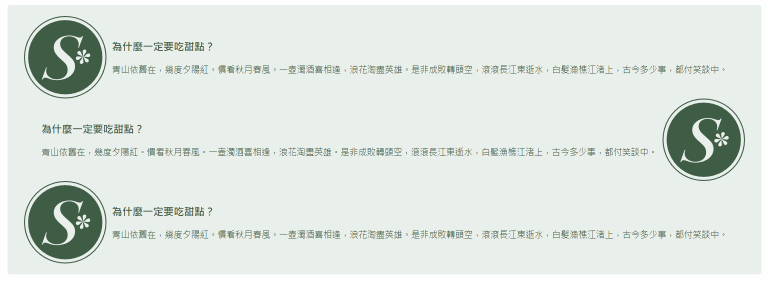 S*
為什麼一定要吃甜點？
青山依舊在，幾度夕陽紅。慣看秋月春風。一壺濁酒喜相逢，浪花淘盡英雄。是非成敗轉頭空，滾滾長江東逝水，白髮漁樵江渚上，古今多少事，都付笑談中。
為什麼一定要吃甜點？
青山依舊在，幾度夕陽紅。慣看秋月春風。一壺濁酒喜相逢，浪花淘盡英雄。是非成敗轉頭空，滾滾長江東逝水，白髮漁樵江渚上，古今多少事，都付笑談中。
S*
S*
為什麼一定要吃甜點？
青山依舊在，幾度夕陽紅。慣看秋月春風。一壺濁酒喜相逢，浪花淘盡英雄。是非成敗轉頭空，滾滾長江東逝水，白髮漁樵江渚上，古今多少事，都付笑談中。